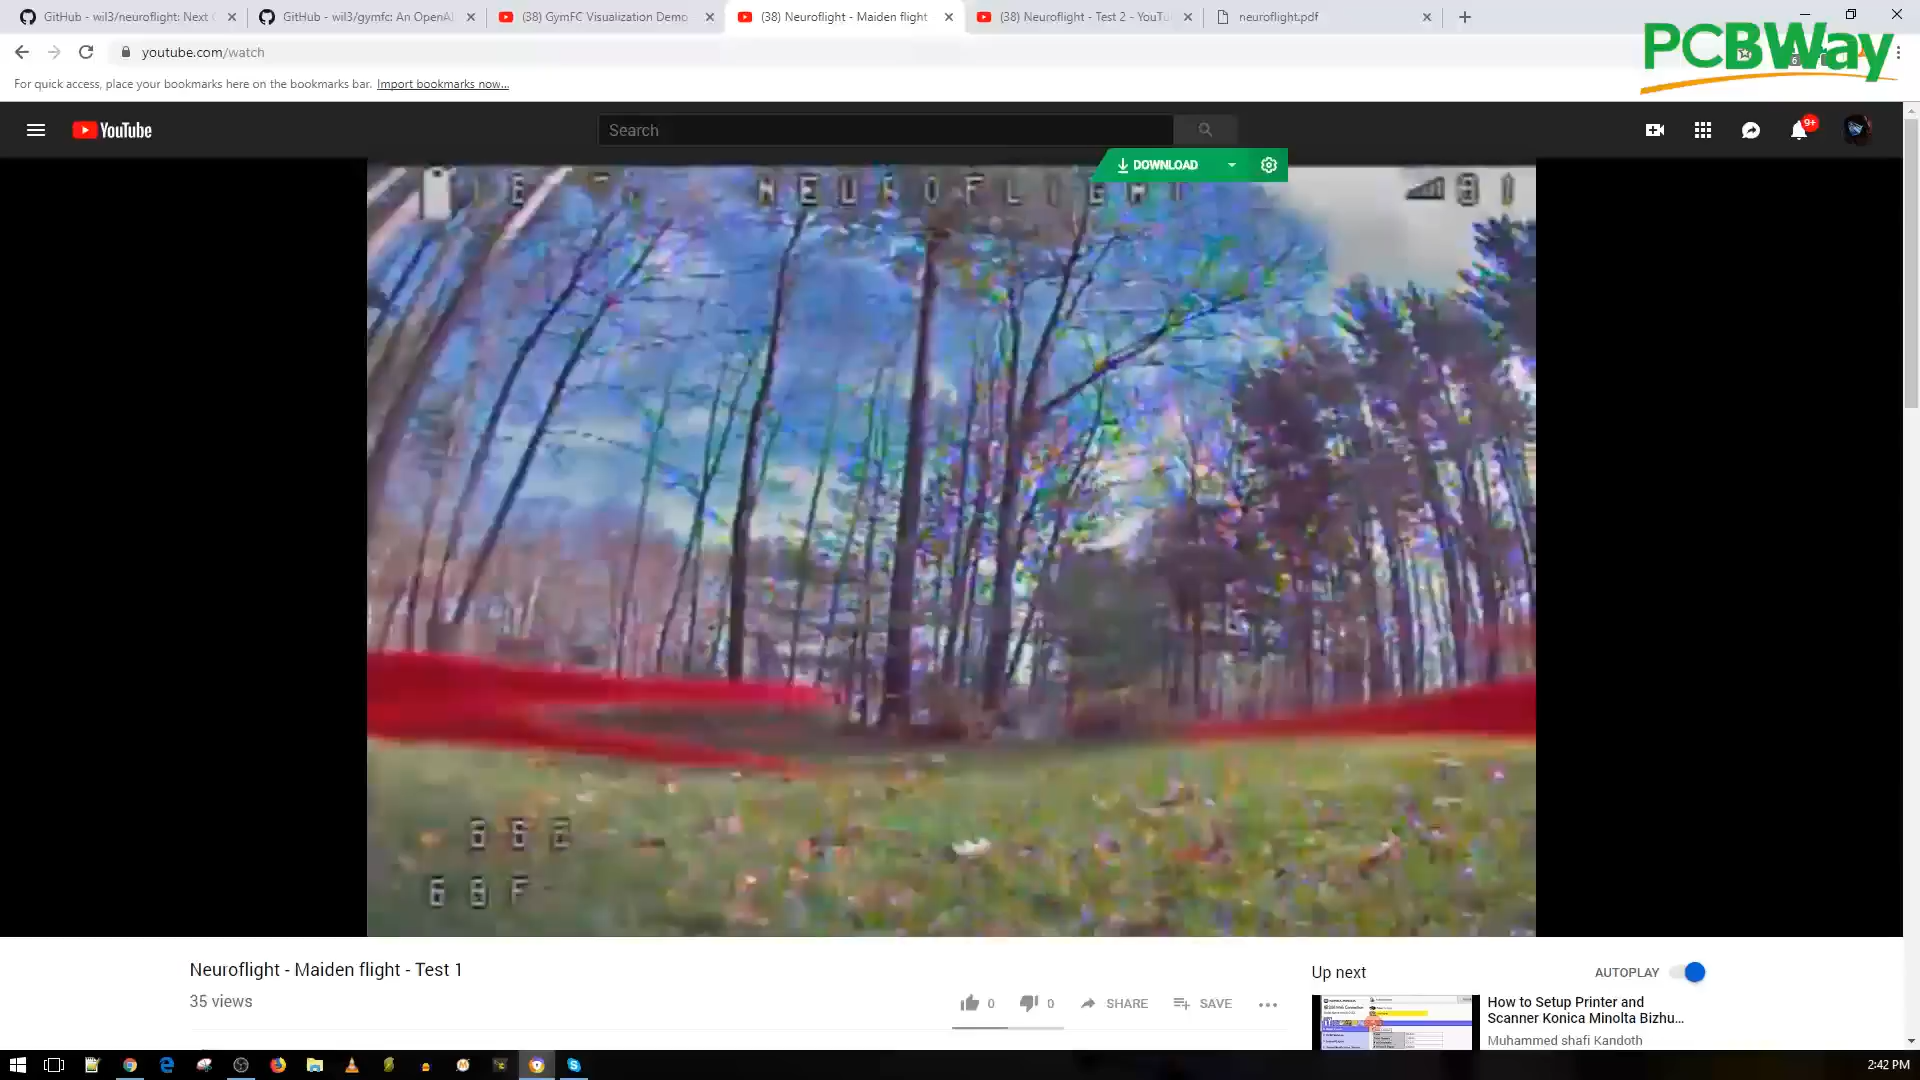 GitHub - wil3/neuroflight: Next
GitHub - wil3/gymfc: An OpenAI
(38) GymFC Visualization Demo
(38) Neuroflight - Maiden flight
(38) Neuroflight - Test 2 - YouTu
neuroflight.pdf
PCBWay
youtube.com/watch
For quick access, place your bookmarks here on the bookmarks bar. Import bookmarks now...
YouTube
Search
9+
DOWNLOAD
NEUROFLIGHT
60F
Neuroflight - Maiden flight - Test 1
35 views
0
0
SHARE
SAVE
Up next
AUTOPLAY
How to Setup Printer and
Scanner Konica Minolta Bizhu...
Muhammed shafi Kandoth
2:42 PM